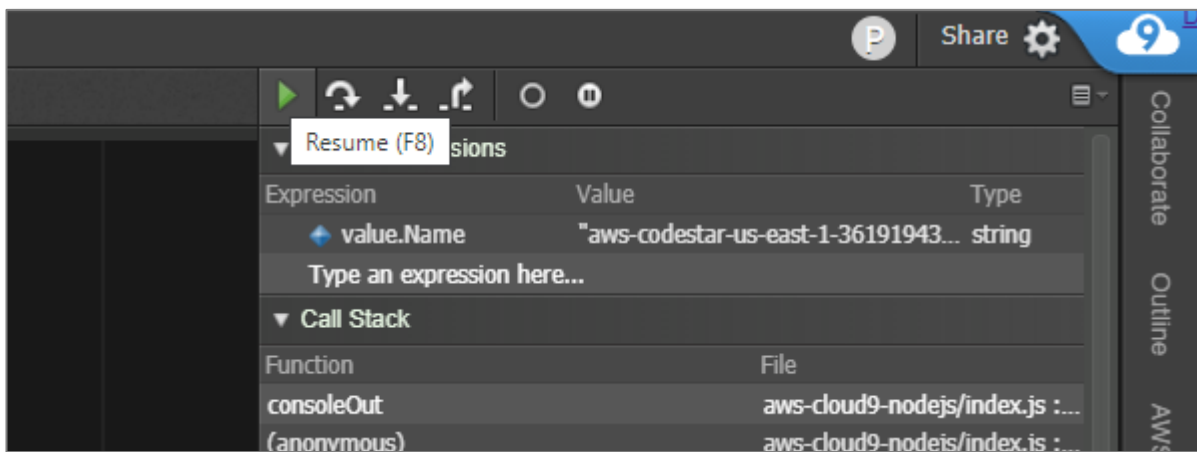 P Share 9 D
Resume (F8) sions
Expression Value Type
value.Name "aws-codestar-us-east-1-36191943... string
Type an expression here...
Call Stack
Function File
consoleOut aws-cloud9-nodejs/index.js :...
(anonymous) aws-cloud9-nodejs/index.js :...
Collaborate
Outline
AWS